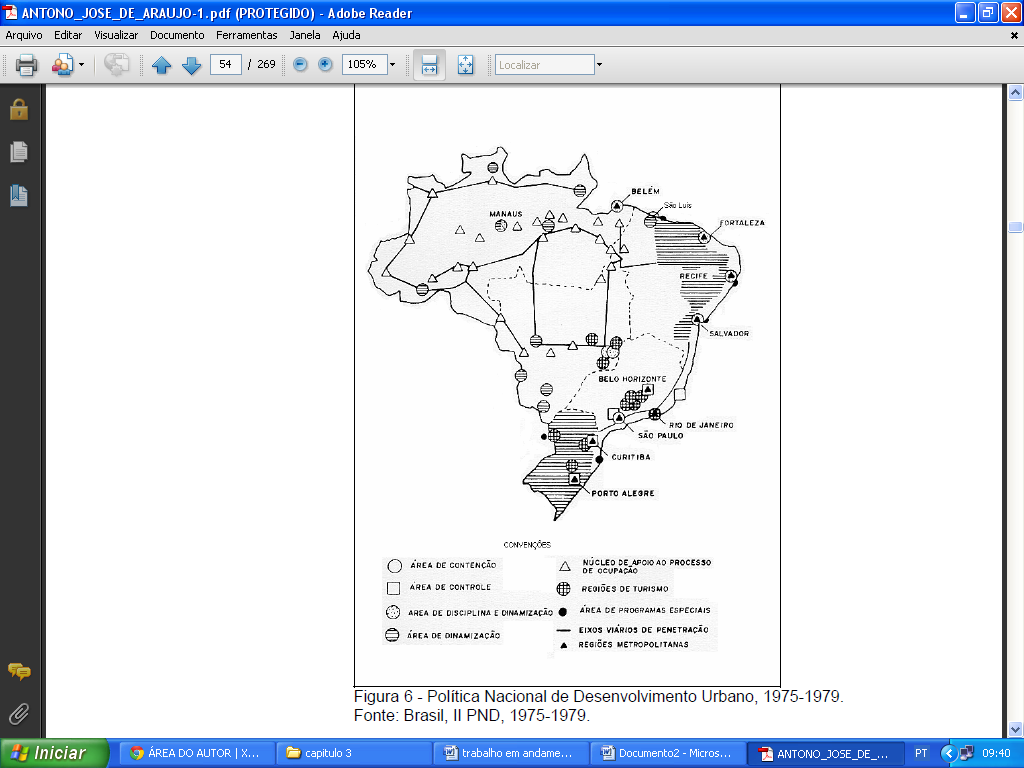 ANTONO_JOSE_DE_ARAUJO-1.pdf (PROTEGIDO) - Adobe Reader
Arquivo Editar Visualizar Documento Ferramentas Janela Ajuda
54 / 269 105% Localizar
BELÉM
São Luís
MANAUS
FORTALEZA
RECIFE
SALVADOR
BELO HORIZONTE
RIO DE JANEIRO
SÃO PAULO
CURITIBA
PORTO ALEGRE
CONVENÇÕES
ÁREA DE CONTENÇÃO
ÁREA DE CONTROLE
ÁREA DE DISCIPLINA E DINAMIZAÇÃO
ÁREA DE DINAMIZAÇÃO
NÚCLEO DE APOIO AO PROCESSO
DE OCUPAÇÃO
REGIÕES DE TURISMO
ÁREA DE PROGRAMAS ESPECIAIS
EIXOS VIÁRIOS DE PENETRAÇÃO
REGIÕES METROPOLITANAS
Figura 6 - Política Nacional de Desenvolvimento Urbano, 1975-1979.
Fonte: Brasil, II PND, 1975-1979.
Iniciar ÁREA DO AUTOR | X... capitulo 3 trabalho em andame... Documento2 - Micros... ANTONO_JOSE_DE_... PT 09:40